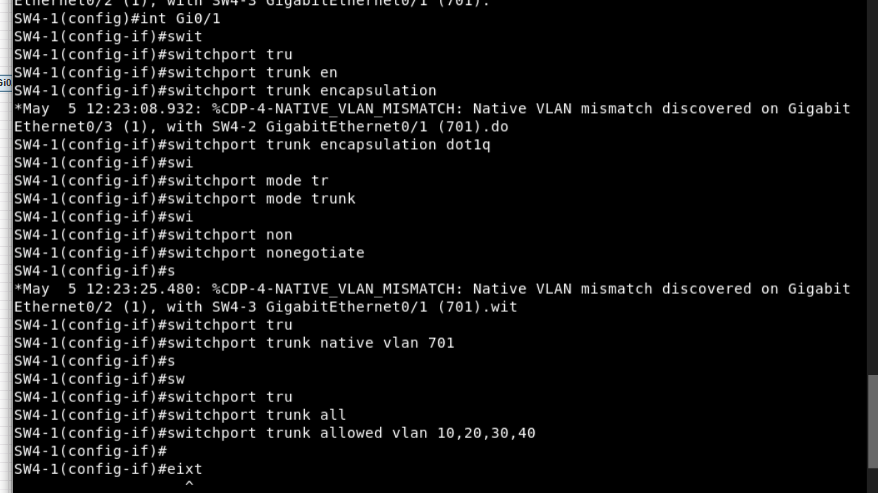 Ethernet0/2 (1), with SW4-3 GigabitEthernet0/1 (701).
SW4-1(config)#int Gi0/1
SW4-1(config-if)#swit
SW4-1(config-if)#switchport tru
SW4-1(config-if)#switchport trunk en
SW4-1(config-if)#switchport trunk encapsulation
*May  5 12:23:08.932: %CDP-4-NATIVE_VLAN_MISMATCH: Native VLAN mismatch discovered on Gigabit
Ethernet0/3 (1), with SW4-2 GigabitEthernet0/1 (701).do
SW4-1(config-if)#switchport trunk encapsulation dot1q
SW4-1(config-if)#swi
SW4-1(config-if)#switchport mode tr
SW4-1(config-if)#switchport mode trunk
SW4-1(config-if)#swi
SW4-1(config-if)#switchport non
SW4-1(config-if)#switchport nonegotiate
SW4-1(config-if)#s
*May  5 12:23:25.480: %CDP-4-NATIVE_VLAN_MISMATCH: Native VLAN mismatch discovered on Gigabit
Ethernet0/2 (1), with SW4-3 GigabitEthernet0/1 (701).wit
SW4-1(config-if)#switchport tru
SW4-1(config-if)#switchport trunk native vlan 701
SW4-1(config-if)#s
SW4-1(config-if)#sw
SW4-1(config-if)#switchport tru
SW4-1(config-if)#switchport trunk all
SW4-1(config-if)#switchport trunk allowed vlan 10,20,30,40
SW4-1(config-if)#
SW4-1(config-if)#eixt
^
Gi0